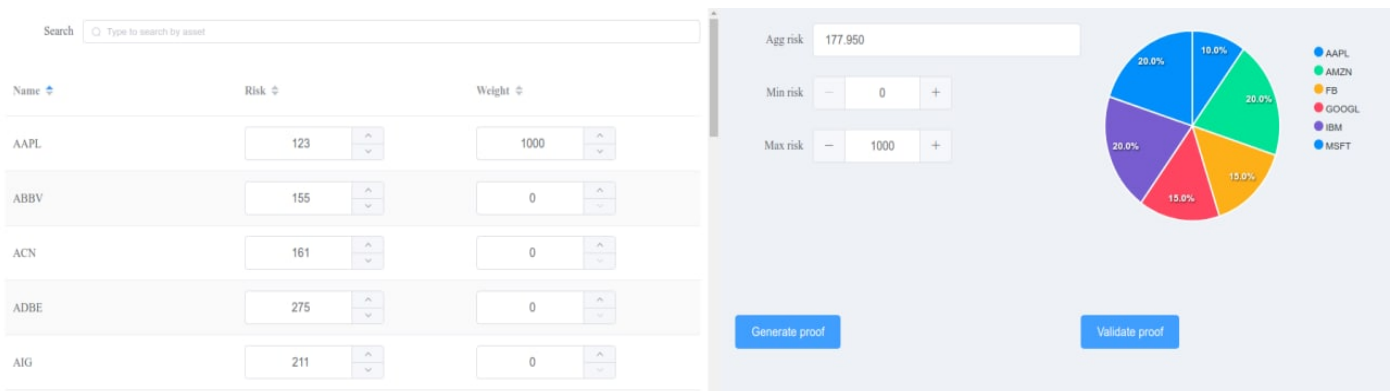 Search Type to search by asset
Name Risk Weight
AAPL 123 1000
ABBV 155 0
ACN 161 0
ADBE 275 0
AIG 211 0
Agg risk 177.950
Min risk − 0 +
Max risk − 1000 +
10.0%
20.0%
15.0%
15.0%
20.0%
20.0%
AAPL
AMZN
FB
GOOGL
IBM
MSFT
Generate proof
Validate proof